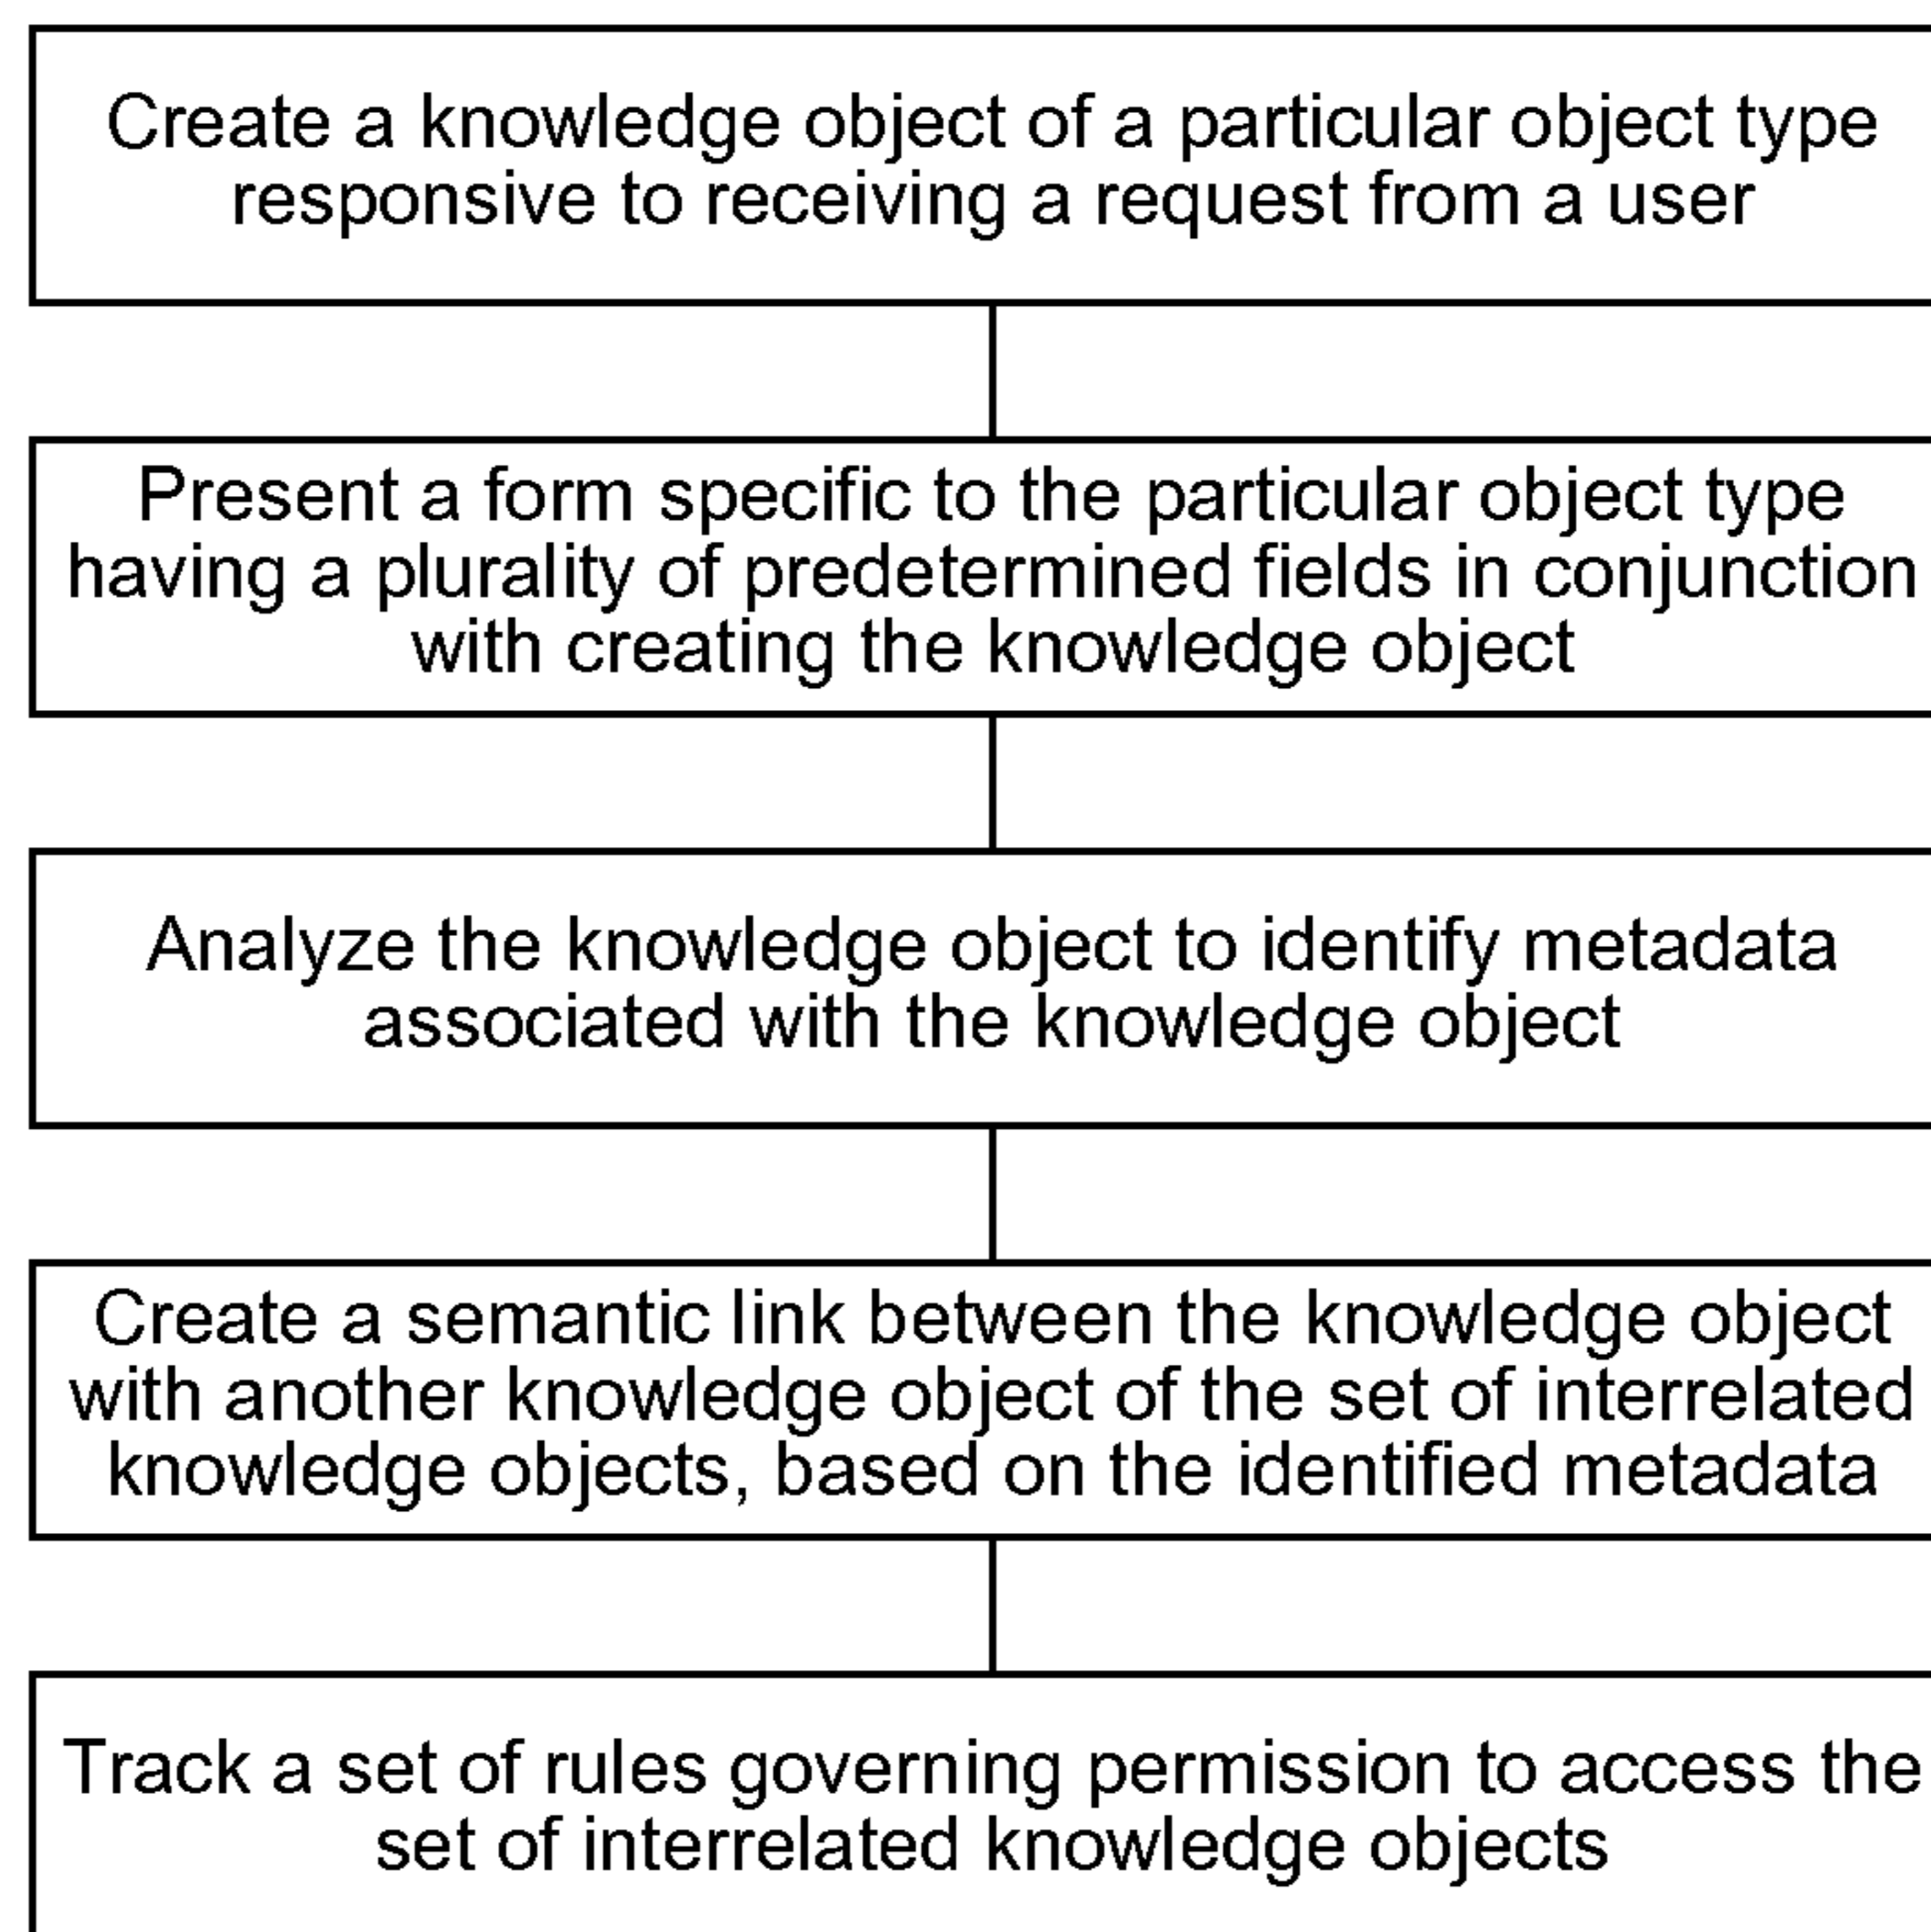 Create a knowledge object of a particular object type
responsive to receiving a request from a user
Present a form specific to the particular object type
having a plurality of predetermined fields in conjunction
with creating the knowledge object
Analyze the knowledge object to identify metadata
associated with the knowledge object
Create a semantic link between the knowledge object
with another knowledge object of the set of interrelated
knowledge objects, based on the identified metadata
Track a set of rules governing permission to access the
set of interrelated knowledge objects